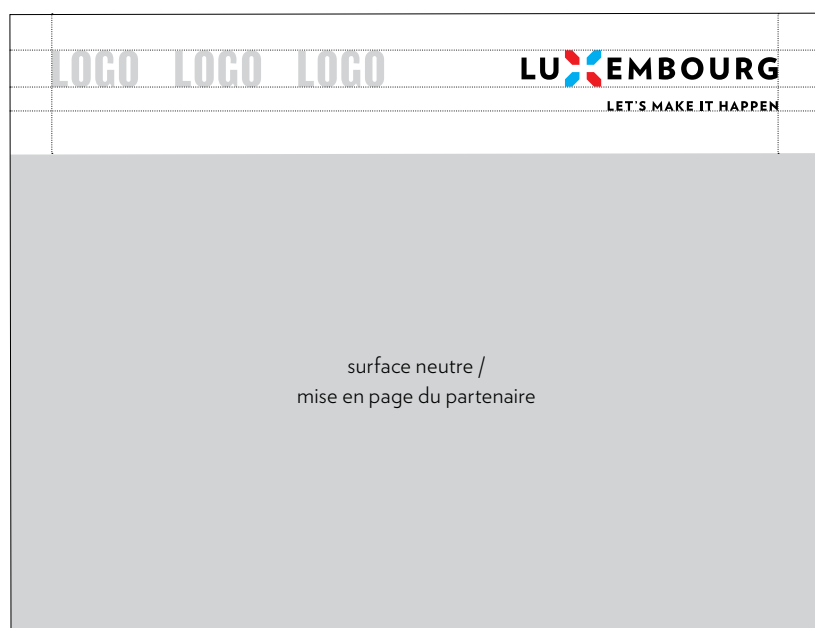 LOGO LOGO LOGO LUXEMBOURG
LET'S MAKE IT HAPPEN
surface neutre /
mise en page du partenaire